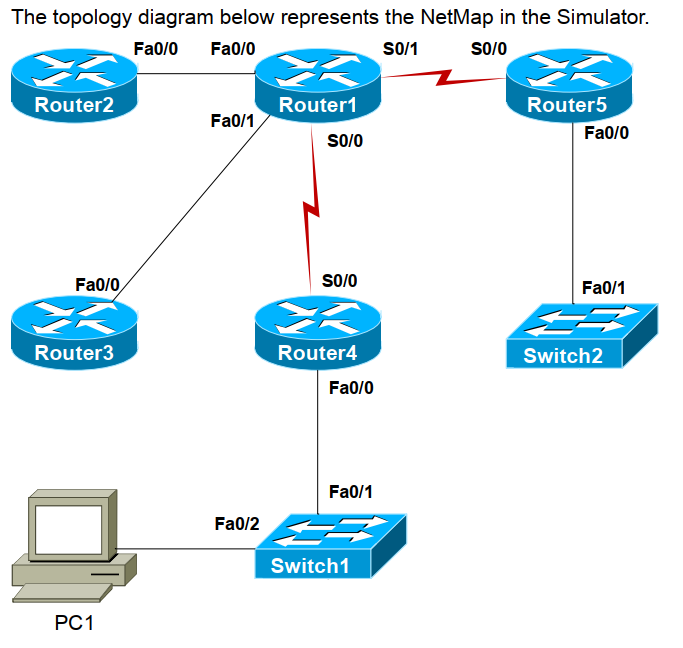 The topology diagram below represents the NetMap in the Simulator.
Fa0/0 Fa0/0 S0/1 S0/0
Router2 Router1 Router5
Fa0/1 S0/0 Fa0/0
Fa0/0 S0/0 Fa0/1
Router3 Router4 Switch2
Fa0/0
Fa0/1
Fa0/2
Switch1
PC1